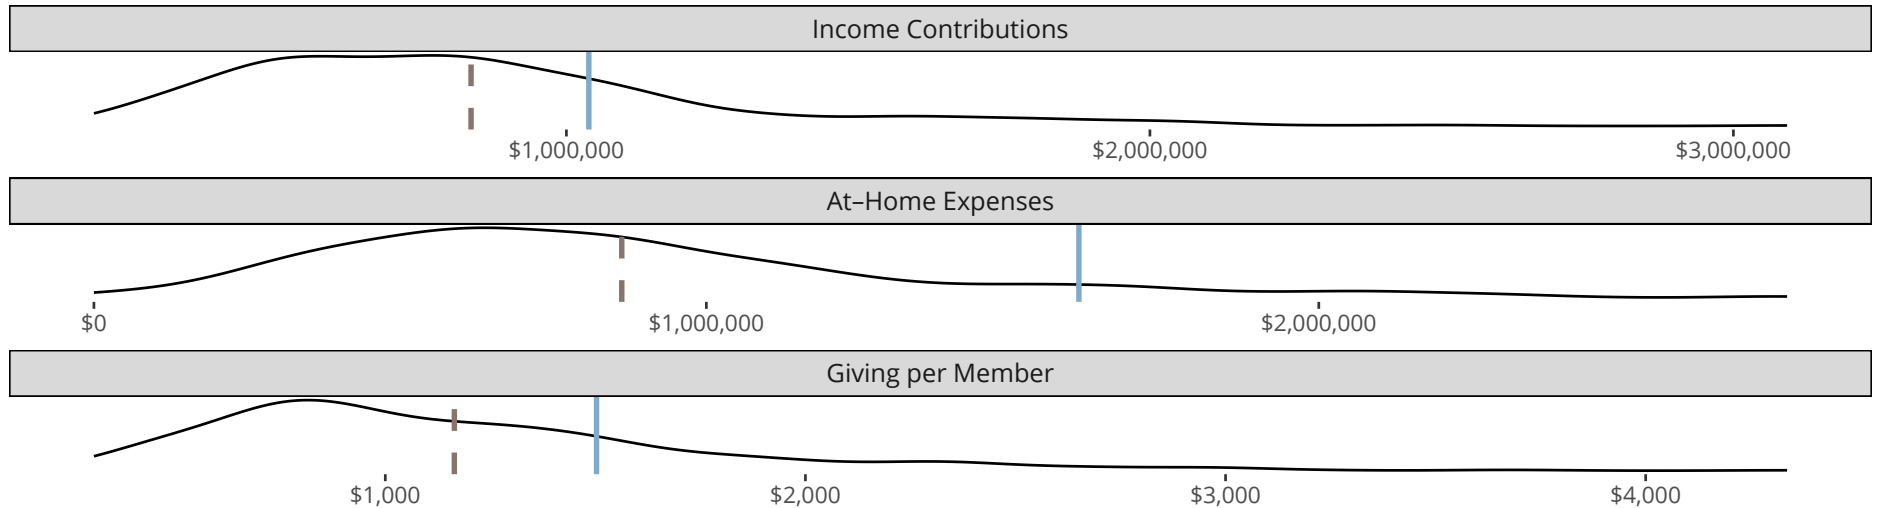 Income Contributions
$1,000,000 $2,000,000 $3,000,000
At–Home Expenses
$0 $1,000,000 $2,000,000
Giving per Member
$1,000 $2,000 $3,000 $4,000